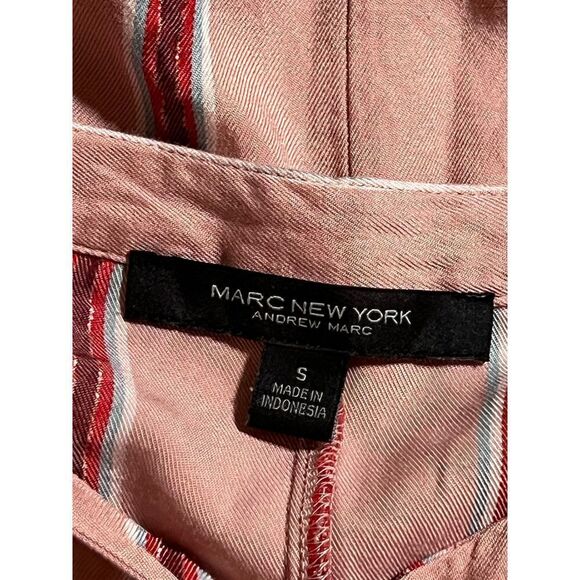 MARC NEW YORK
ANDREW MARC
S
MADE IN
INDONESIA